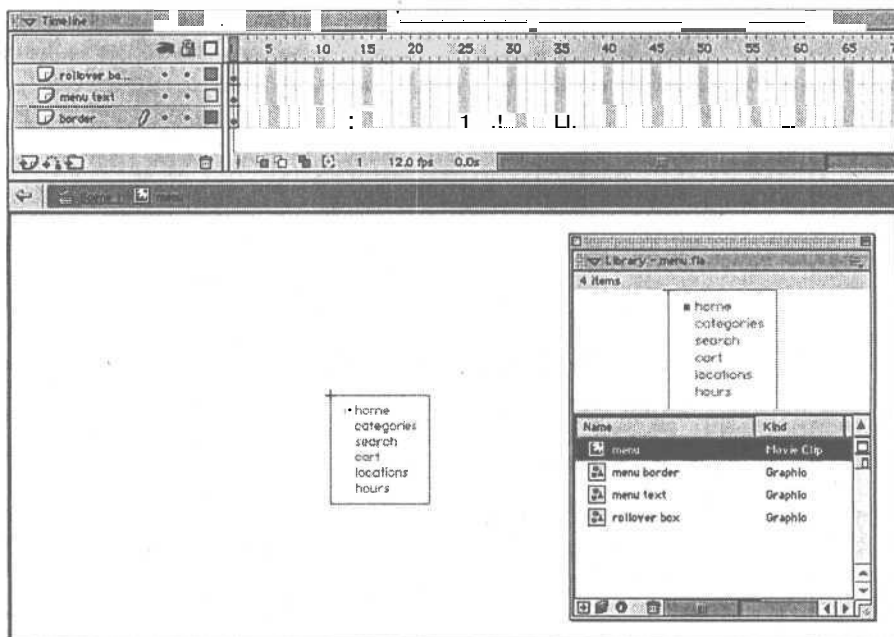 Timeline
5 10 15 20 25 30 35 40 45 50 55 60 65
rollover bo...
menu text
border
1 12.0 fps 0.0s
Scene 1 menu
Library - menu.fla
4 items
home
categories
search
cart
locations
hours
home
categories
search
cart
locations
hours
Name Kind
menu Movie Clip
menu border Graphic
menu text Graphic
rollover box Graphic